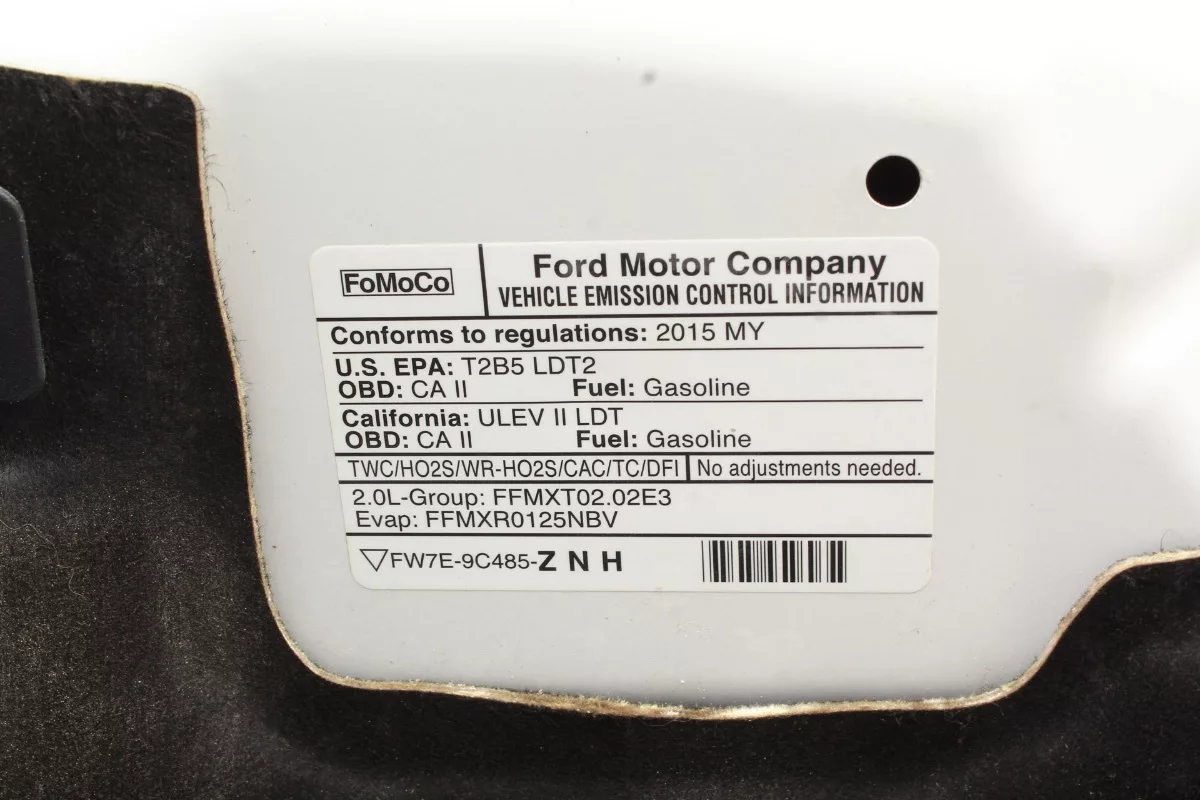 FoMoCo
Ford Motor Company
VEHICLE EMISSION CONTROL INFORMATION
Conforms to regulations: 2015 MY
U.S. EPA: T2B5 LDT2
OBD: CA II Fuel: Gasoline
California: ULEV II LDT
OBD: CA II Fuel: Gasoline
TWC/HO2S/WR-HO2S/CAC/TC/DFI No adjustments needed.
2.0L-Group: FFMXT02.02E3
Evap: FFMXR0125NBV
FW7E-9C485-Z N H